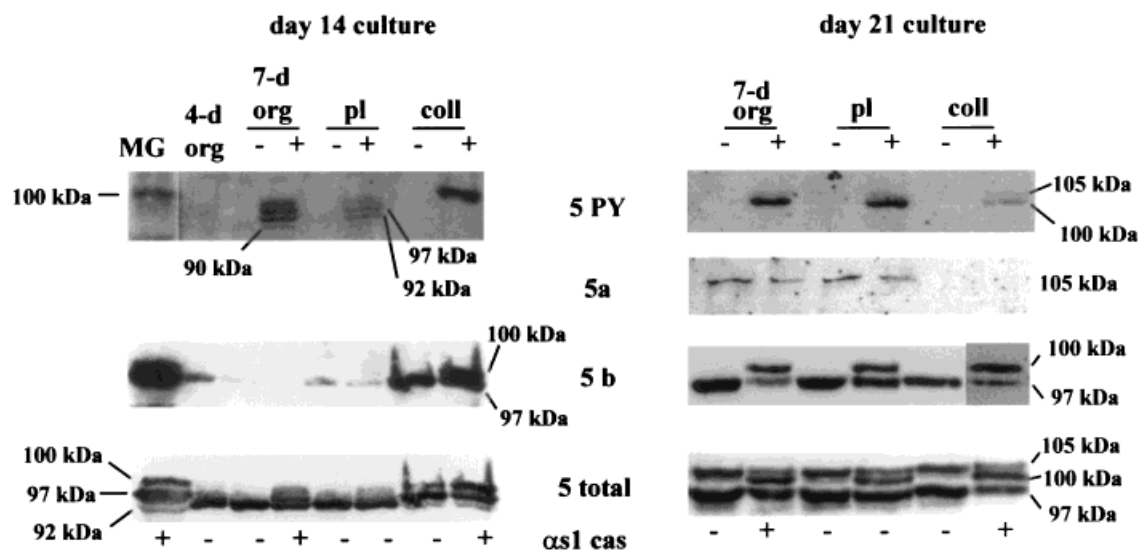 day 14 culture
day 21 culture
7-d
4-d org pl coll
MG org - + - + - +
7-d
org pl coll
- + - + - +
100 kDa
5 PY
105 kDa
100 kDa
90 kDa
97 kDa
92 kDa
5a
105 kDa
100 kDa
5 b
97 kDa
100 kDa
97 kDa
100 kDa
97 kDa
92 kDa
5 total
105 kDa
100 kDa
97 kDa
+ - - + - - - + αs1 cas - + - - - +